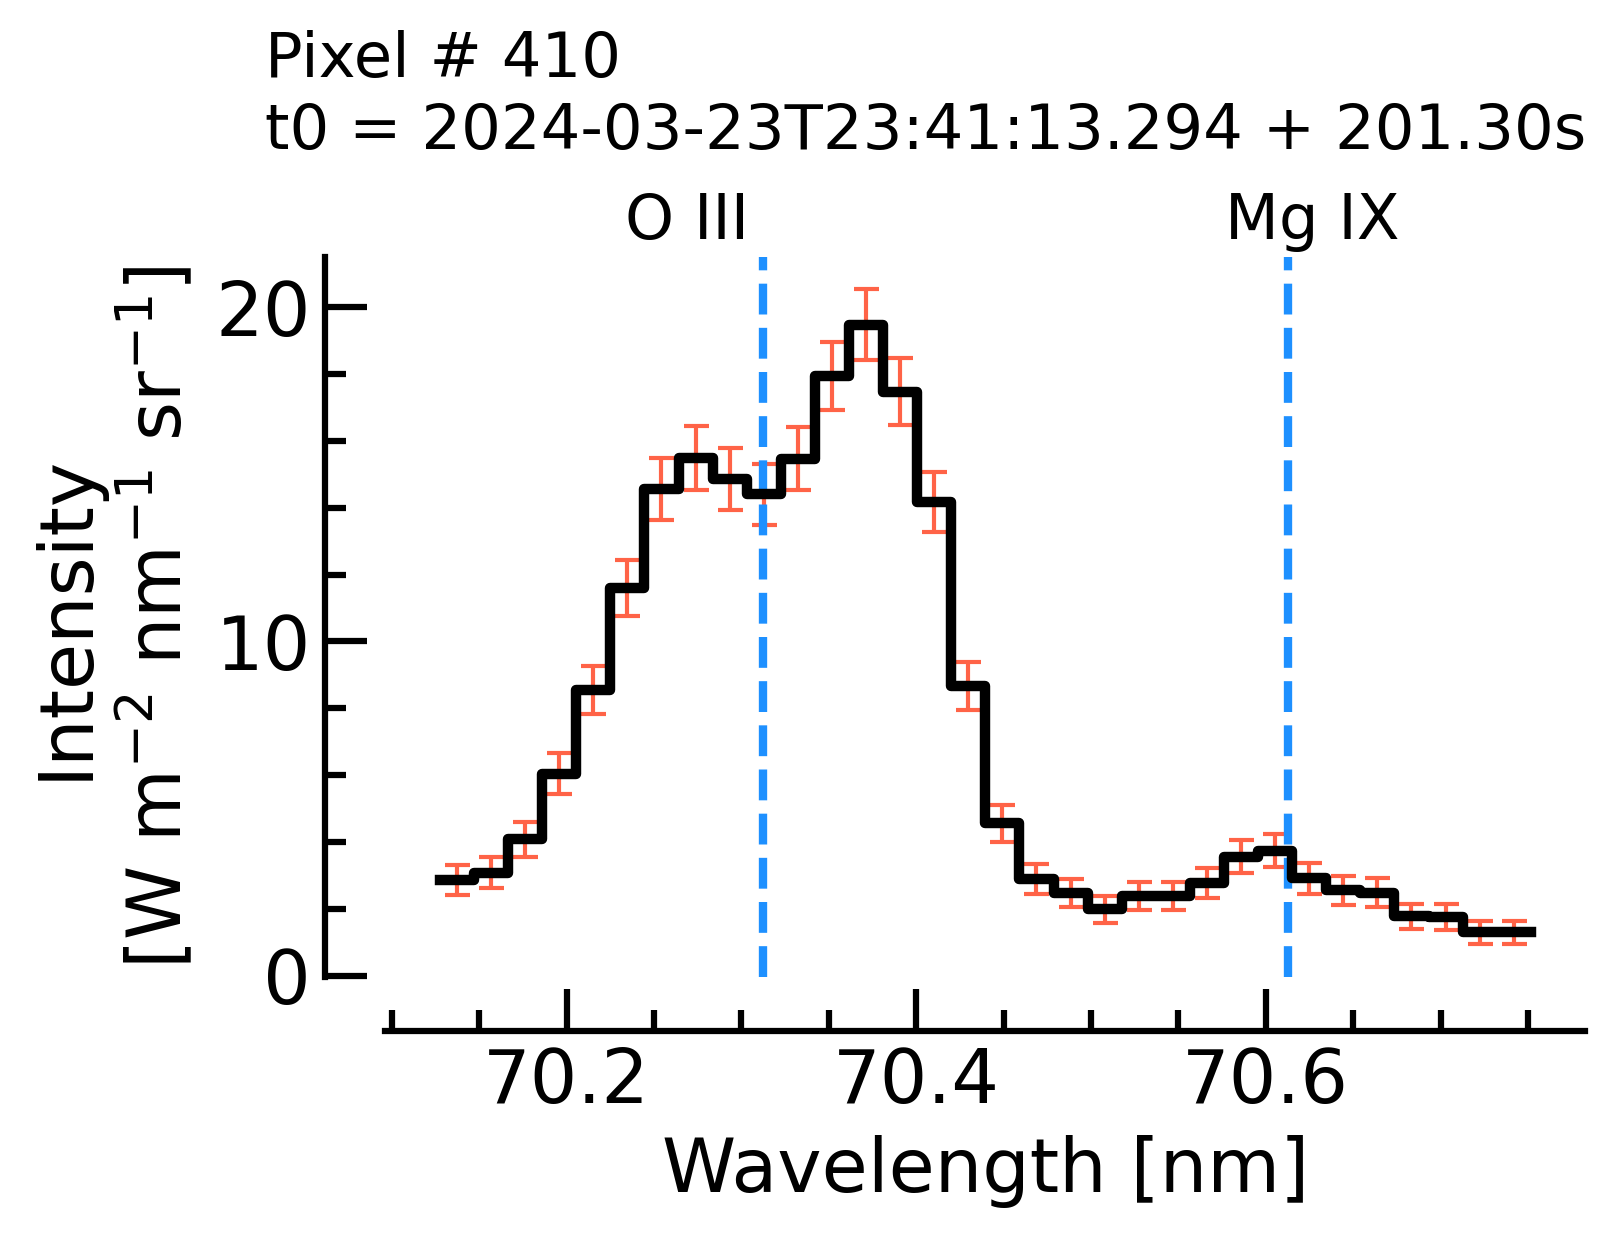 Pixel # 410
t0 = 2024-03-23T23:41:13.294 + 201.30s
O III
Mg IX
Intensity
[W m⁻² nm⁻¹ sr⁻¹]
20
10
0
70.2
70.4
70.6
Wavelength [nm]